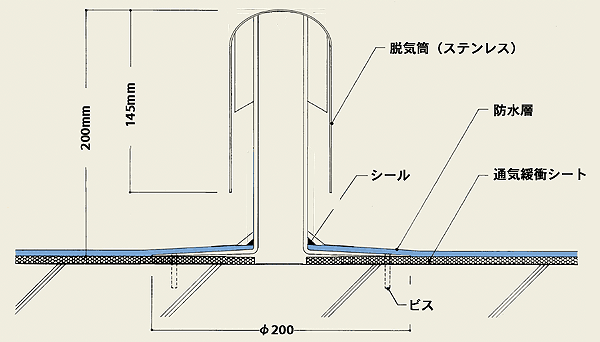 脱気筒（ステンレス）
145mm
200mm
防水層
シール
通気緩衝シート
ビス
φ200